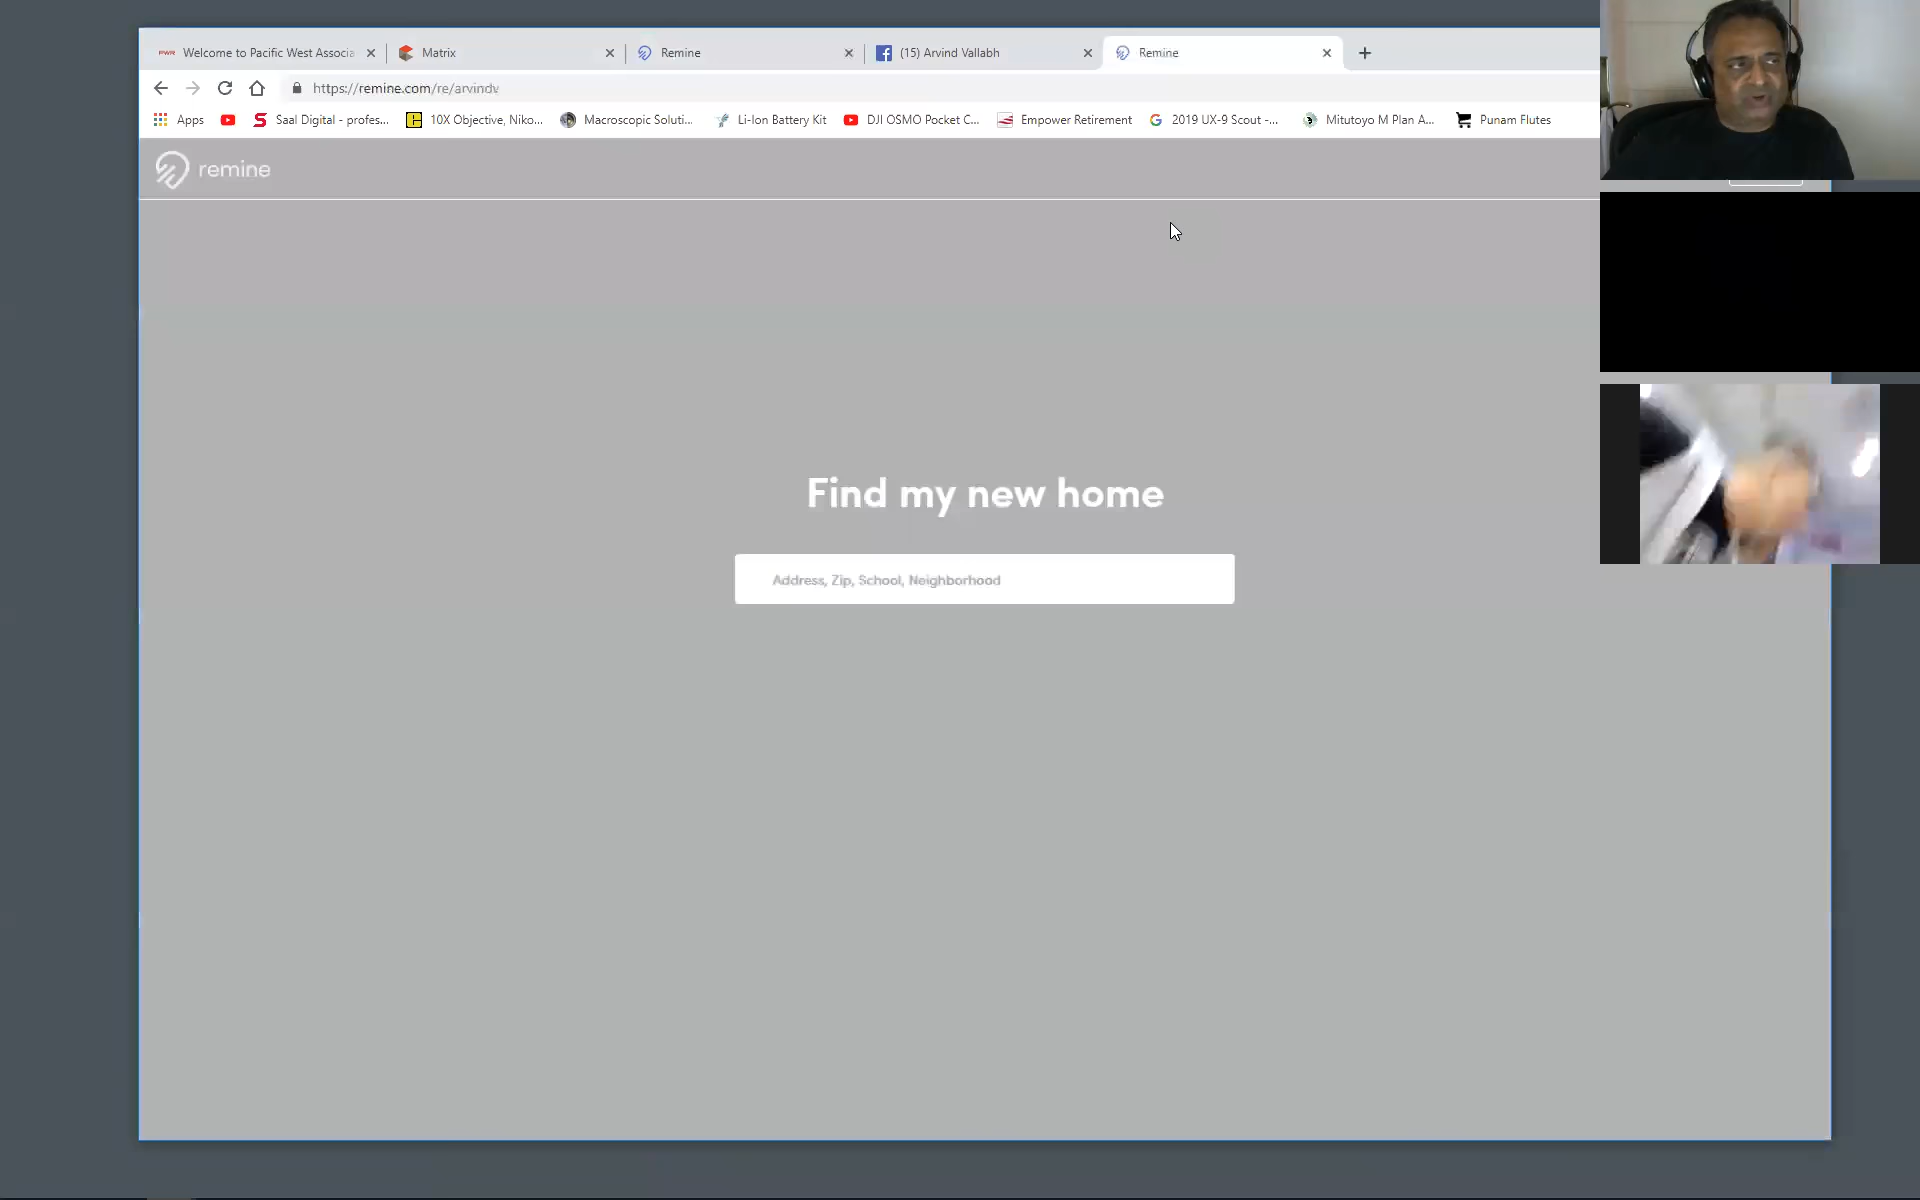 Welcome to Pacific West Associa
Matrix
Remine
(15) Arvind Vallabh
Remine
https://remine.com/re/arvindv
Apps
Saal Digital - profes...
10X Objective, Niko...
Macroscopic Soluti...
Li-Ion Battery Kit
DJI OSMO Pocket C...
Empower Retirement
2019 UX-9 Scout -...
Mitutoyo M Plan A...
Punam Flutes
remine
Find my new home
Address, Zip, School, Neighborhood